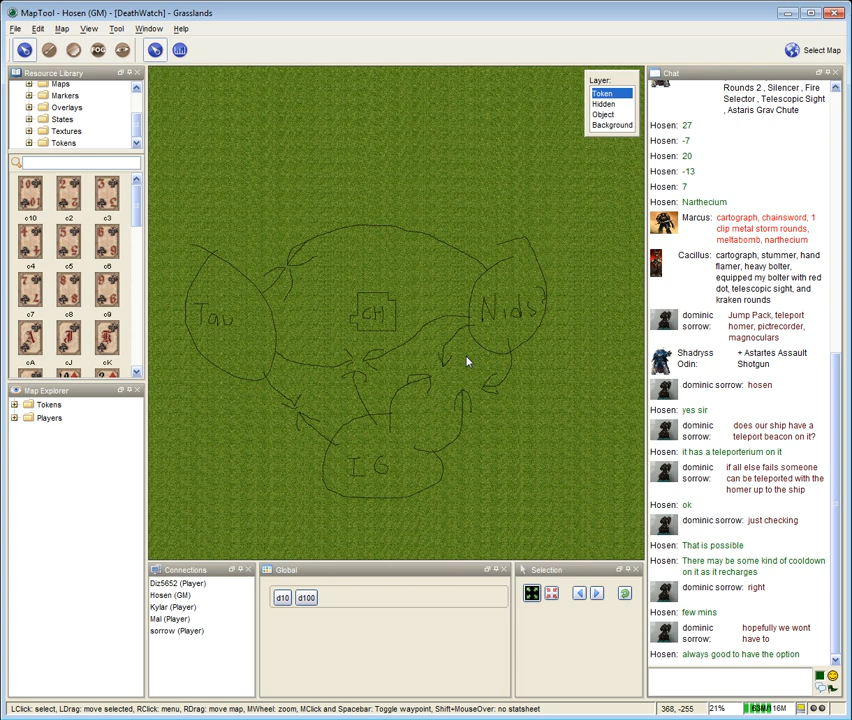 MapTool - Hosen (GM) - [DeathWatch] - Grasslands
File Edit Map View Tool Window Help
FOG
Select Map
Resource Library
Maps
Markers
Overlays
States
Textures
Tokens
c10 c2 c3
c4 c5 c6
c7 c8 c9
cA cJ cK
Map Explorer
Tokens
Players
Layer:
Token
Hidden
Object
Background
Tau
GH
Nids
I G
Connections
Diz5652 (Player)
Hosen (GM)
Kylar (Player)
Mal (Player)
sorrow (Player)
Global
d10 d100
Selection
Chat
Rounds 2 , Silencer , Fire
Selector , Telescopic Sight
, Astaris Grav Chute
Hosen: 27
Hosen: -7
Hosen: 20
Hosen: -13
Hosen: 7
Hosen: Narthecium
Marcus: cartograph, chainsword, 1
clip metal storm rounds,
meltabomb, narthecium
Cacillus: cartograph, stummer, hand
flamer, heavy bolter,
equipped my bolter with red
dot, telescopic sight, and
kraken rounds
dominic sorrow: Jump Pack, teleport
homer, pictrecorder,
magnoculars
Shadryss Odin: + Astartes Assault
Shotgun
dominic sorrow: hosen
Hosen: yes sir
dominic sorrow: does our ship have a
teleport beacon on it?
Hosen: it has a teleporterium on it
dominic sorrow: if all else fails someone
can be teleported with the
homer up to the ship
Hosen: ok
dominic sorrow: just checking
Hosen: That is possible
Hosen: There may be some kind of cooldown
on it as it recharges
dominic sorrow: right
Hosen: few mins
dominic sorrow: hopefully we wont
have to
Hosen: always good to have the option
LClick: select, LDrag: move selected, RClick: menu, RDrag: move map, MWheel: zoom, MClick and Spacebar: Toggle waypoint, Shift+MouseOver: no statsheet
368, -255
21%
83M/116M